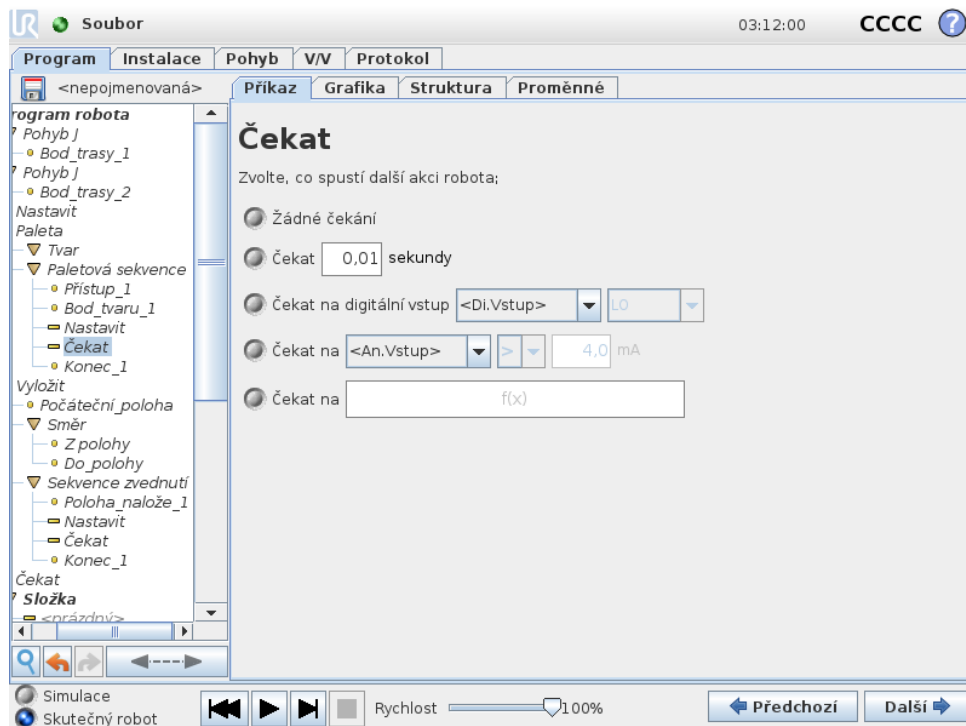 UR Soubor 03:12:00 CCCC ?
Program Instalace Pohyb V/V Protokol
<nepojmenovaná>
Příkaz Grafika Struktura Proměnné
rogram robota
Pohyb J
Bod_trasy_1
Pohyb J
Bod_trasy_2
Nastavit
Paleta
Tvar
Paletová sekvence
Přístup_1
Bod_tvaru_1
Nastavit
Čekat
Konec_1
Vyložit
Počáteční_poloha
Směr
Z polohy
Do_polohy
Sekvence zvednutí
Poloha_nalože_1
Nastavit
Čekat
Konec_1
Čekat
Složka
<prázdný>
Čekat
Zvolte, co spustí další akci robota;
Žádné čekání
Čekat 0,01 sekundy
Čekat na digitální vstup <Di.Vstup> LO
Čekat na <An.Vstup> > 4,0 mA
Čekat na f(x)
Simulace
Skutečný robot
Rychlost 100%
Předchozí Další